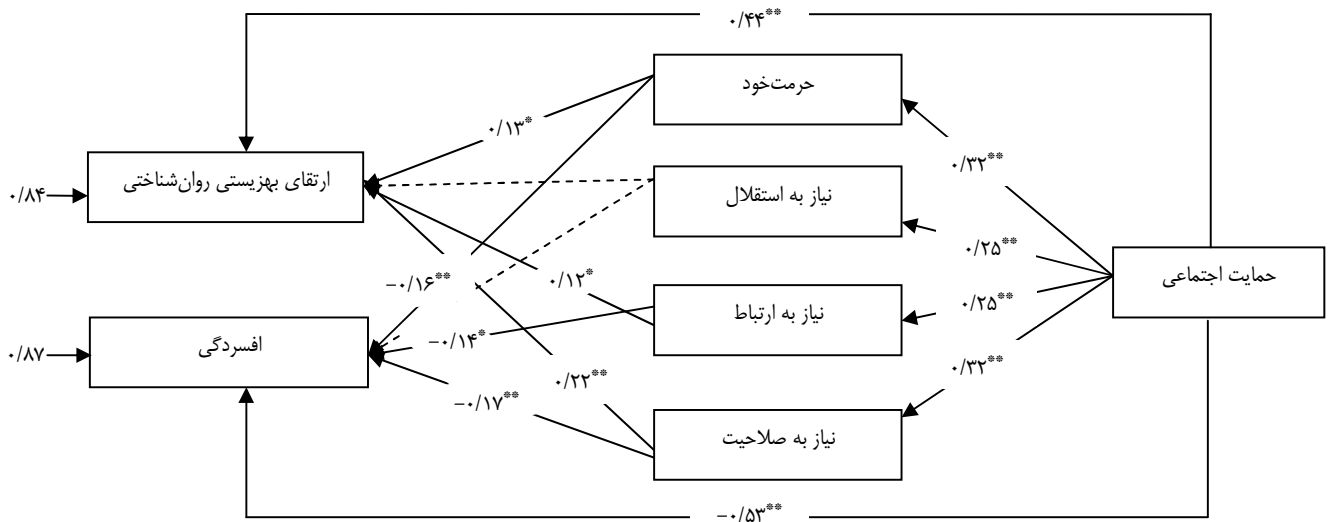 ۰/۴۴**
حرمت‌خود
۰/۱۳*
۰/۳۲**
ارتقای بهزیستی روان‌شناختی
۰/۸۴
نیاز به استقلال
۰/۲۵**
حمایت اجتماعی
-۰/۱۶**
۰/۱۲*
نیاز به ارتباط
۰/۲۵**
افسردگی
۰/۸۷
-۰/۱۴*
۰/۲۲**
۰/۳۲**
-۰/۱۷**
نیاز به صلاحیت
-۰/۵۳**